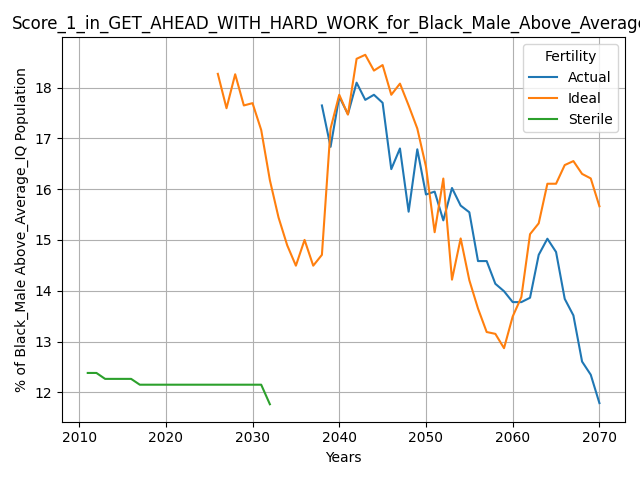 Score_1_in_GET_AHEAD_WITH_HARD_WORK_for_Black_Male_Above_Average
Fertility
Actual
Ideal
Sterile
% of Black_Male Above_Average_IQ Population
18
17
16
15
14
13
12
2010 2020 2030 2040 2050 2060 2070
Years